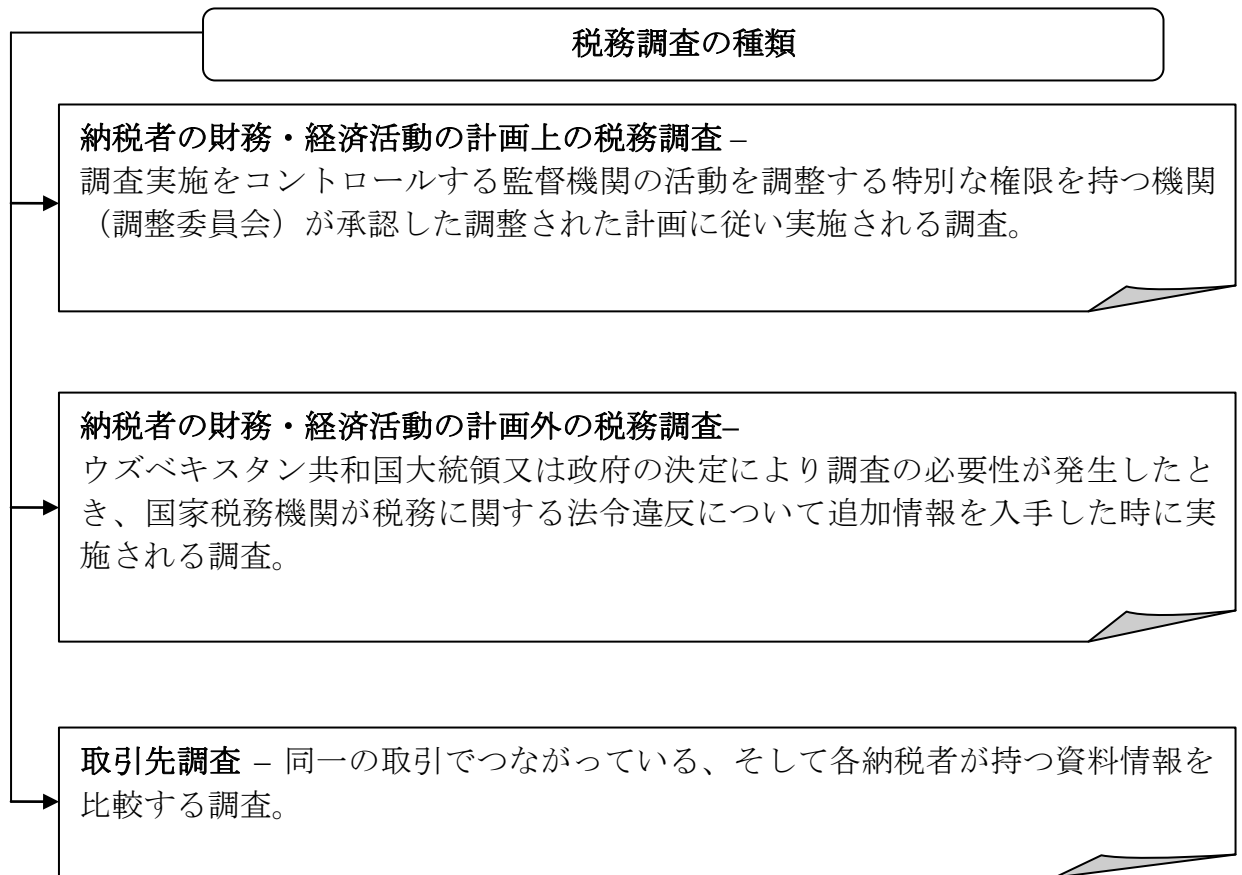 税務調査の種類
納税者の財務・経済活動の計画上の税務調査 –
調査実施をコントロールする監督機関の活動を調整する特別な権限を持つ機関
（調整委員会）が承認した調整された計画に従い実施される調査。
納税者の財務・経済活動の計画外の税務調査–
ウズベキスタン共和国大統領又は政府の決定により調査の必要性が発生したと
き、国家税務機関が税務に関する法令違反について追加情報を入手した時に実
施される調査。
取引先調査 – 同一の取引でつながっている、そして各納税者が持つ資料情報を
比較する調査。